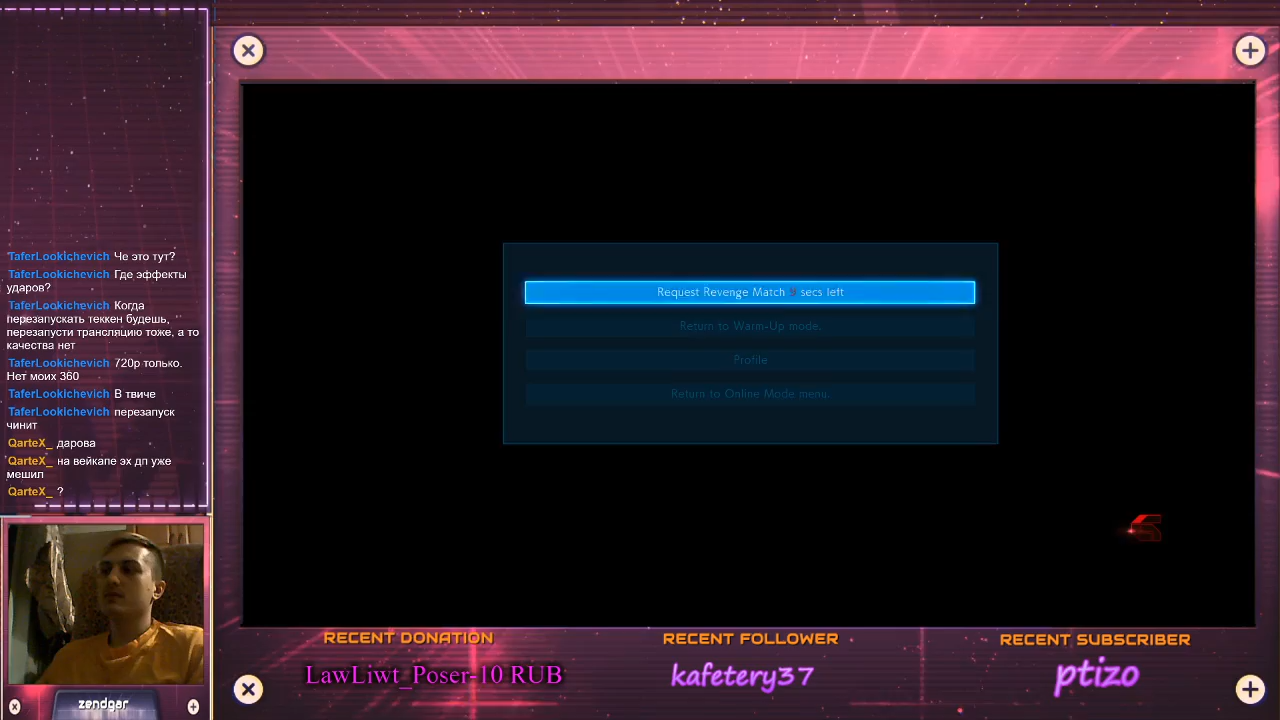 TaferLookichevich Че это тут?
TaferLookichevich Где эффекты
ударов?
TaferLookichevich Когда
перезапускать теккен будешь,
перезапусти трансляцию тоже, а то
качества нет
TaferLookichevich 720p только.
Нет моих 360
TaferLookichevich В твиче
TaferLookichevich перезапуск
чинит
QarteX_ дарова
QarteX_ на вейкапе эх дп уже
мешил
QarteX_ ?
zendgar
Request Revenge Match 9 secs left
Return to Warm-Up mode.
Profile
Return to Online Mode menu.
RECENT DONATION
LawLiwt_Poser-10 RUB
RECENT FOLLOWER
kafetery37
RECENT SUBSCRIBER
ptizo